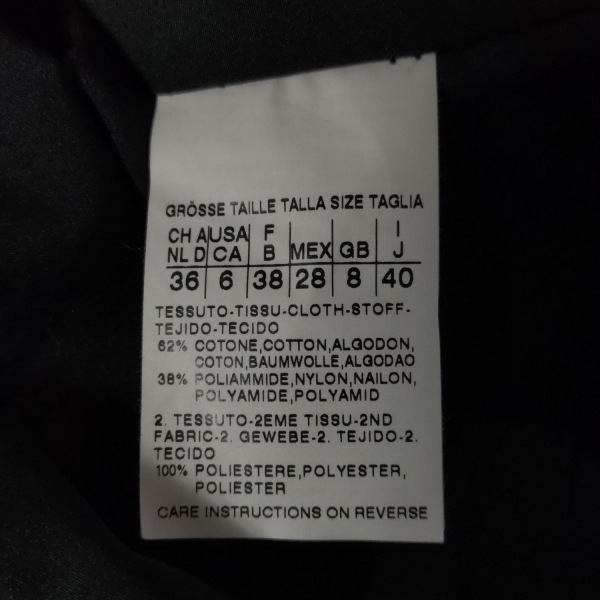 GRÖSSE TAILLE TALLA SIZE TAGLIA
CH A USA F I
NL D CA B MEX GB J
36 6 38 28 8 40
TESSUTO-TISSU-CLOTH-STOFF-
TEJIDO-TECIDO
62% COTONE,COTTON,ALGODON,
COTON,BAUMWOLLE,ALGODAO
38% POLIAMMIDE,NYLON,NAILON,
POLYAMIDE,POLYAMID
2. TESSUTO-2EME TISSU-2ND
FABRIC-2. GEWEBE-2. TEJIDO-2.
TECIDO
100% POLIESTERE,POLYESTER,
POLIESTER
CARE INSTRUCTIONS ON REVERSE